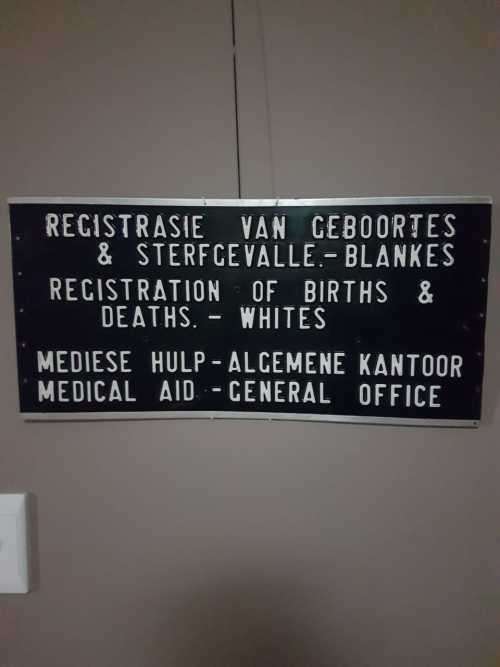 REGISTRASIE VAN GEBOORTES
& STERFGEVALLE.-BLANKES
REGISTRATION OF BIRTHS &
DEATHS. - WHITES
MEDIESE HULP-ALGEMENE KANTOOR
MEDICAL AID -GENERAL OFFICE